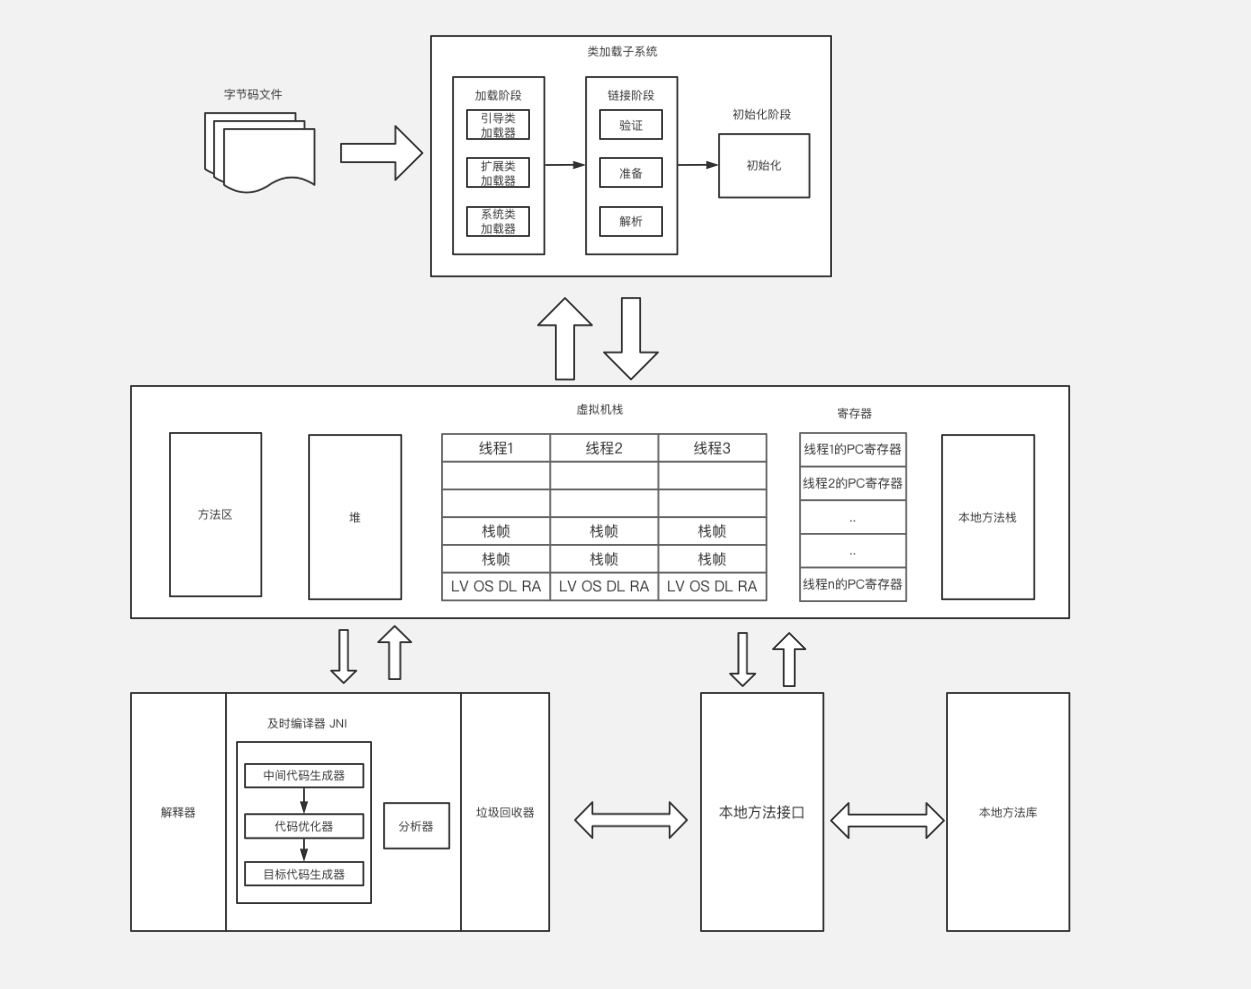 类加载子系统
字节码文件
加载阶段
引导类
加载器
扩展类
加载器
系统类
加载器
链接阶段
验证
准备
解析
初始化阶段
初始化
方法区
堆
虚拟机栈
线程1 线程2 线程3
栈帧 栈帧 栈帧
栈帧 栈帧 栈帧
LV OS DL RA LV OS DL RA LV OS DL RA
寄存器
线程1的PC寄存器
线程2的PC寄存器
..
..
线程n的PC寄存器
本地方法栈
解释器
及时编译器 JNI
中间代码生成器
代码优化器
目标代码生成器
分析器
垃圾回收器
本地方法接口
本地方法库